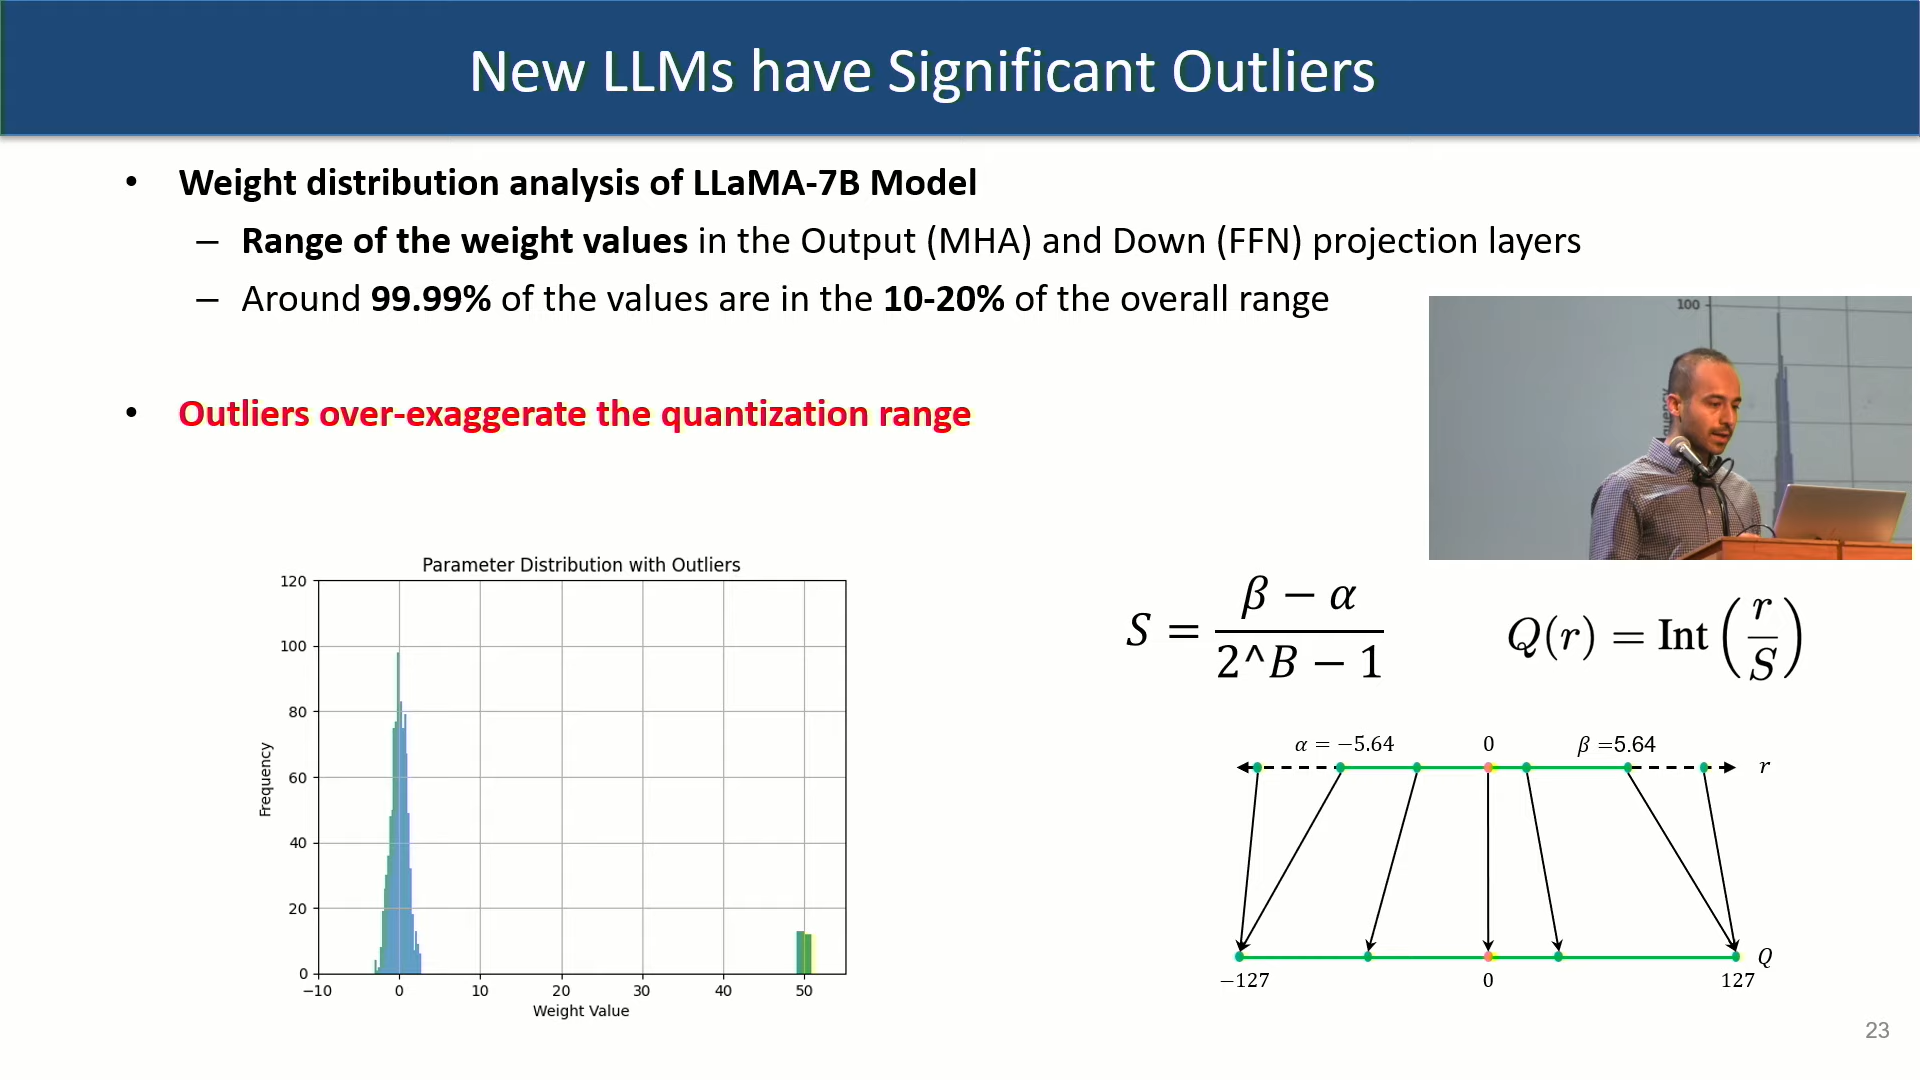 New LLMs have Significant Outliers
• Weight distribution analysis of LLaMA-7B Model
– Range of the weight values in the Output (MHA) and Down (FFN) projection layers
– Around 99.99% of the values are in the 10-20% of the overall range
100
• Outliers over-exaggerate the quantization range
Parameter Distribution with Outliers
120
100
80
60
40
20
0
Frequency
−10 0 10 20 30 40 50
Weight Value
S = (β − α) / (2^B − 1)
Q(r) = Int(r/S)
α = −5.64 0 β =5.64
r
Q
−127 0 127
23